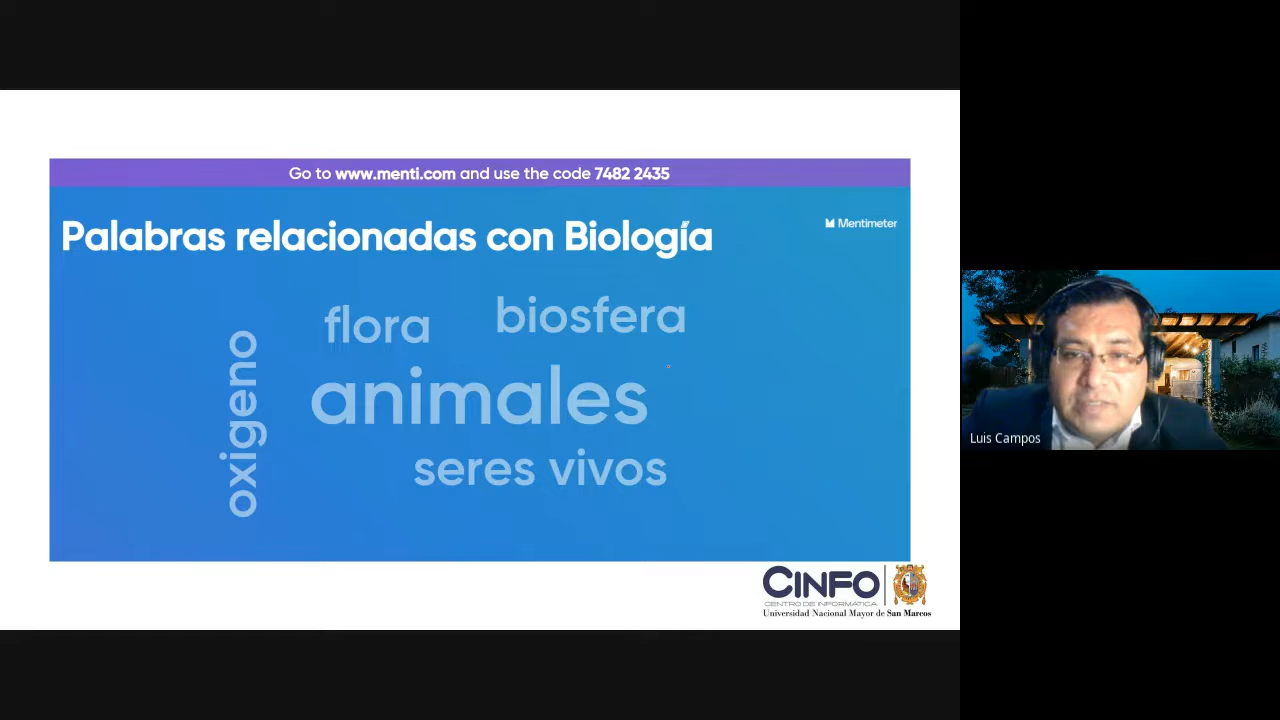 Go to www.menti.com and use the code 7482 2435
Palabras relacionadas con Biología
Mentimeter
flora
biosfera
oxigeno
animales
seres vivos
Luis Campos
CINFO
CENTRO DE INFORMÁTICA
Universidad Nacional Mayor de San Marcos